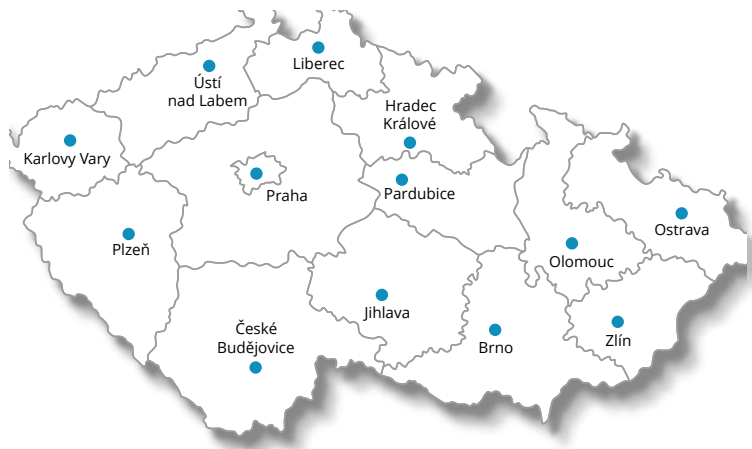 Liberec
Ústí
nad Labem
Hradec
Králové
Karlovy Vary
Praha
Pardubice
Plzeň
Ostrava
Olomouc
Jihlava
České
Budějovice
Brno
Zlín